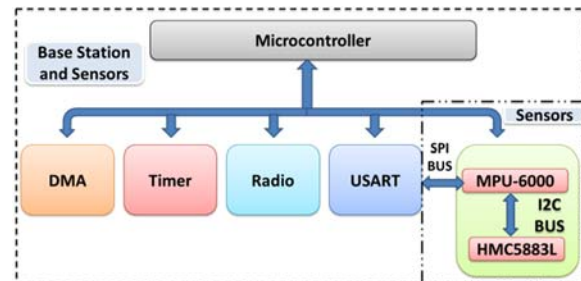 Microcontroller
Base Station
and Sensors
Sensors
DMA
Timer
Radio
USART
SPI
BUS
MPU-6000
I2C
BUS
HMC5883L